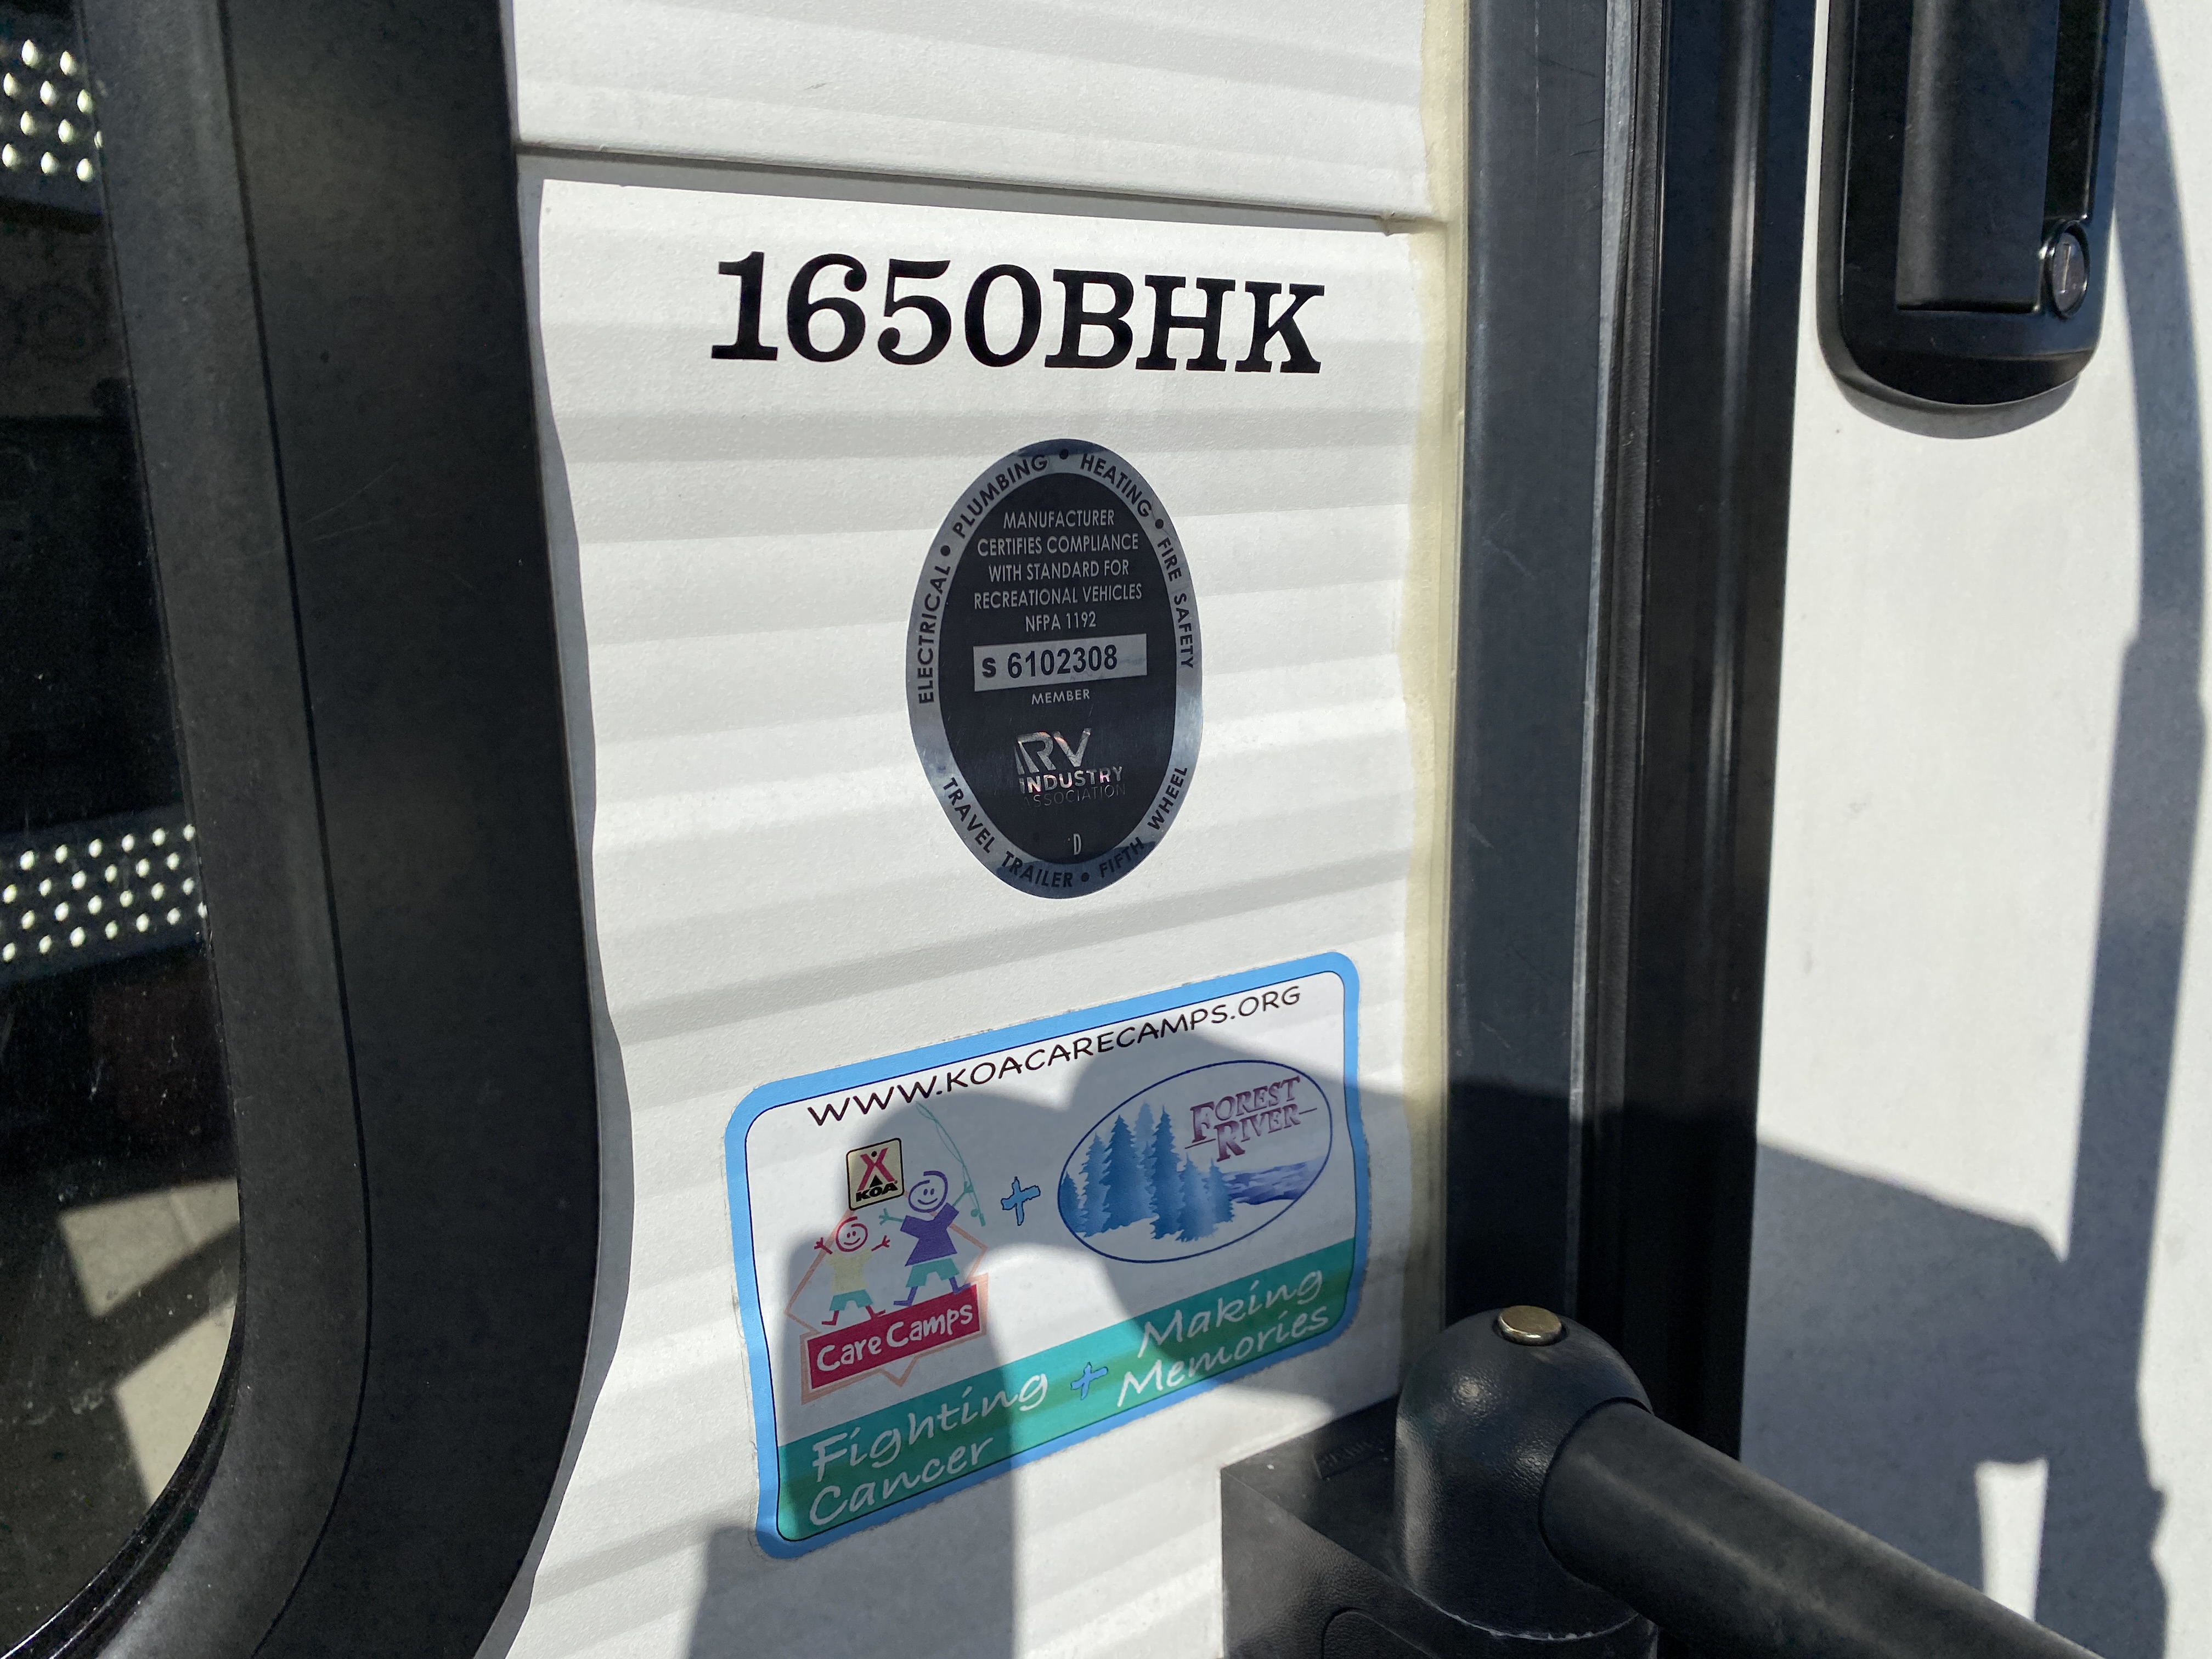 1650BHK
ELECTRICAL • PLUMBING • HEATING • FIRE SAFETY
MANUFACTURER
CERTIFIES COMPLIANCE
WITH STANDARD FOR
RECREATIONAL VEHICLES
NFPA 1192
S 6102308
MEMBER
RV
INDUSTRY
ASSOCIATION
D
TRAVEL TRAILER • FIFTH WHEEL
WWW.KOACARECAMPS.ORG
KOA
Care Camps
+
FOREST
RIVER
Fighting
Cancer
+
Making
Memories